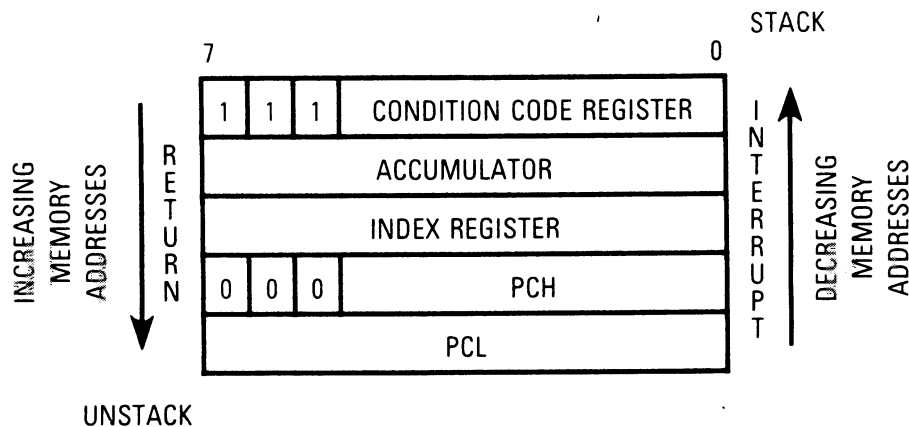 STACK
7 0
1 1 1 CONDITION CODE REGISTER
ACCUMULATOR
INDEX REGISTER
0 0 0 PCH
PCL
INCREASING
MEMORY
ADDRESSES
RETURN
INTERRUPT
DECREASING
MEMORY
ADDRESSES
UNSTACK